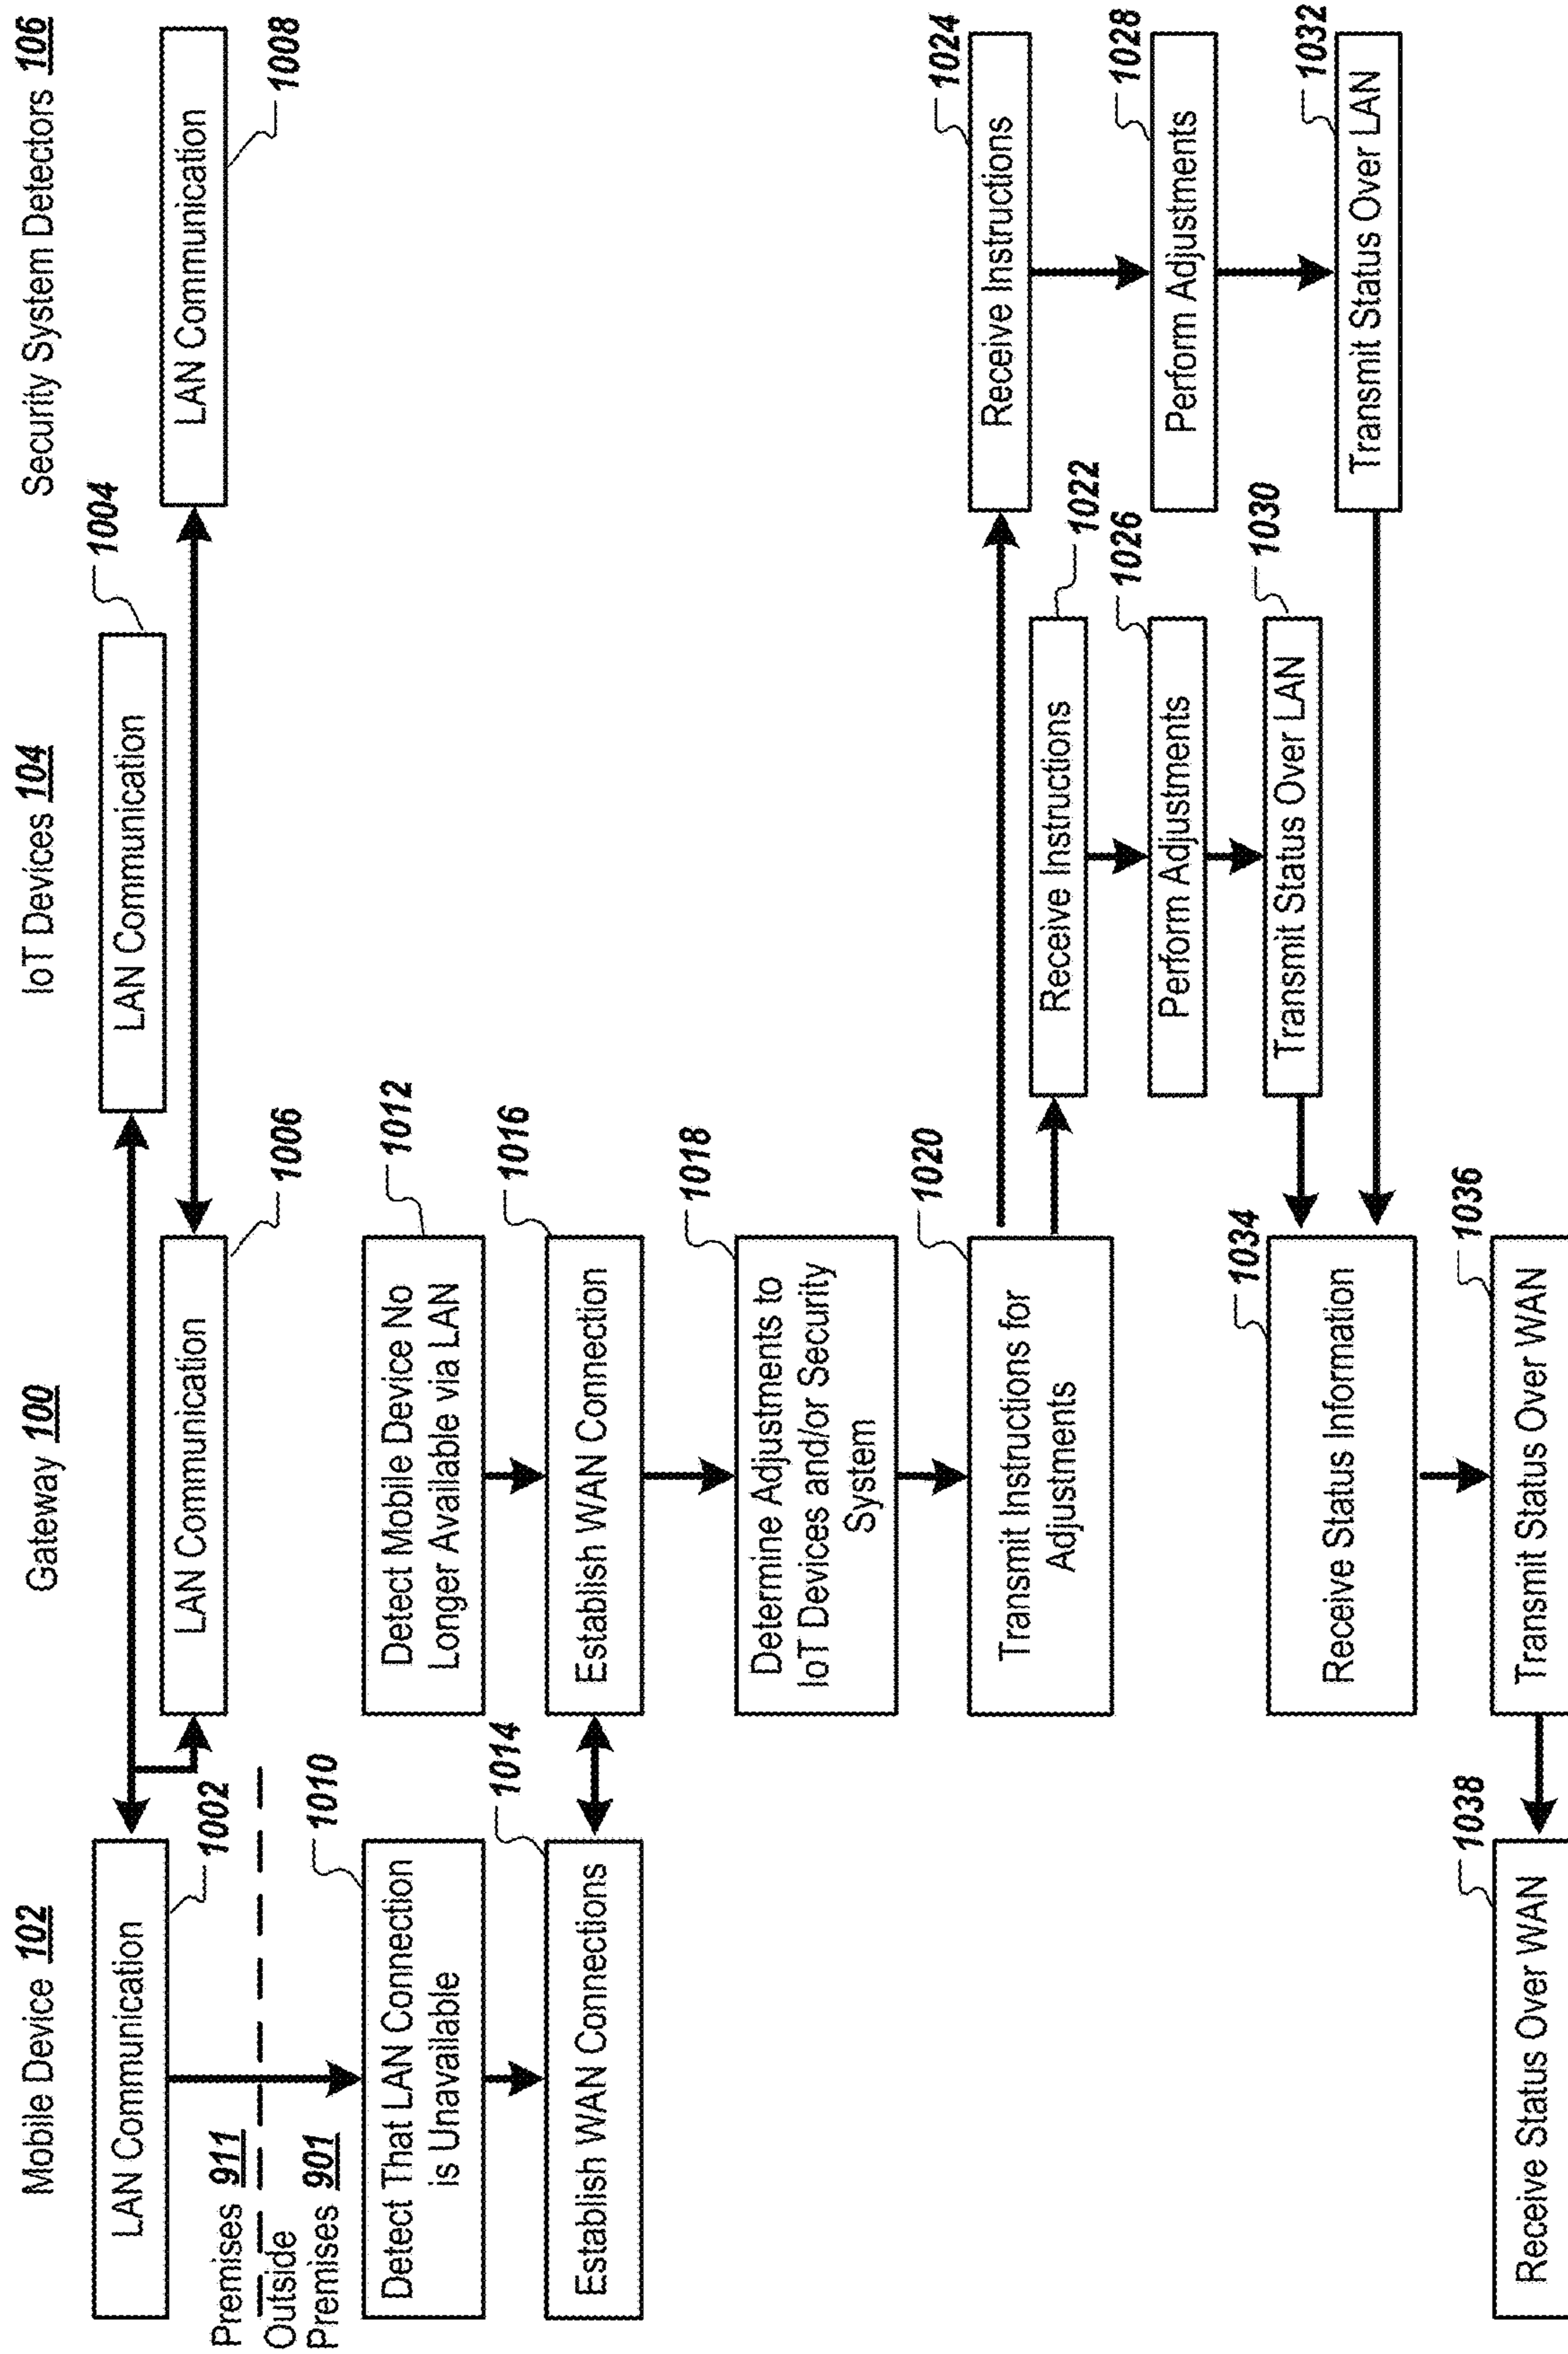 Mobile Device 102
Gateway 100
IoT Devices 104
Security System Detectors 106
LAN Communication
1002
LAN Communication
1004
LAN Communication
1006
LAN Communication
1008
Premises 911
Outside
Premises 901
Detect That LAN Connection
is Unavailable
1010
Detect Mobile Device No
Longer Available via LAN
1012
Establish WAN Connections
1014
Establish WAN Connection
1016
Determine Adjustments to
IoT Devices and/or Security
System
1018
Transmit Instructions for
Adjustments
1020
Receive Instructions
1022
Receive Instructions
1024
Perform Adjustments
1026
Perform Adjustments
1028
Transmit Status Over LAN
1030
Transmit Status Over LAN
1032
Receive Status Information
1034
Transmit Status Over WAN
1036
Receive Status Over WAN
1038